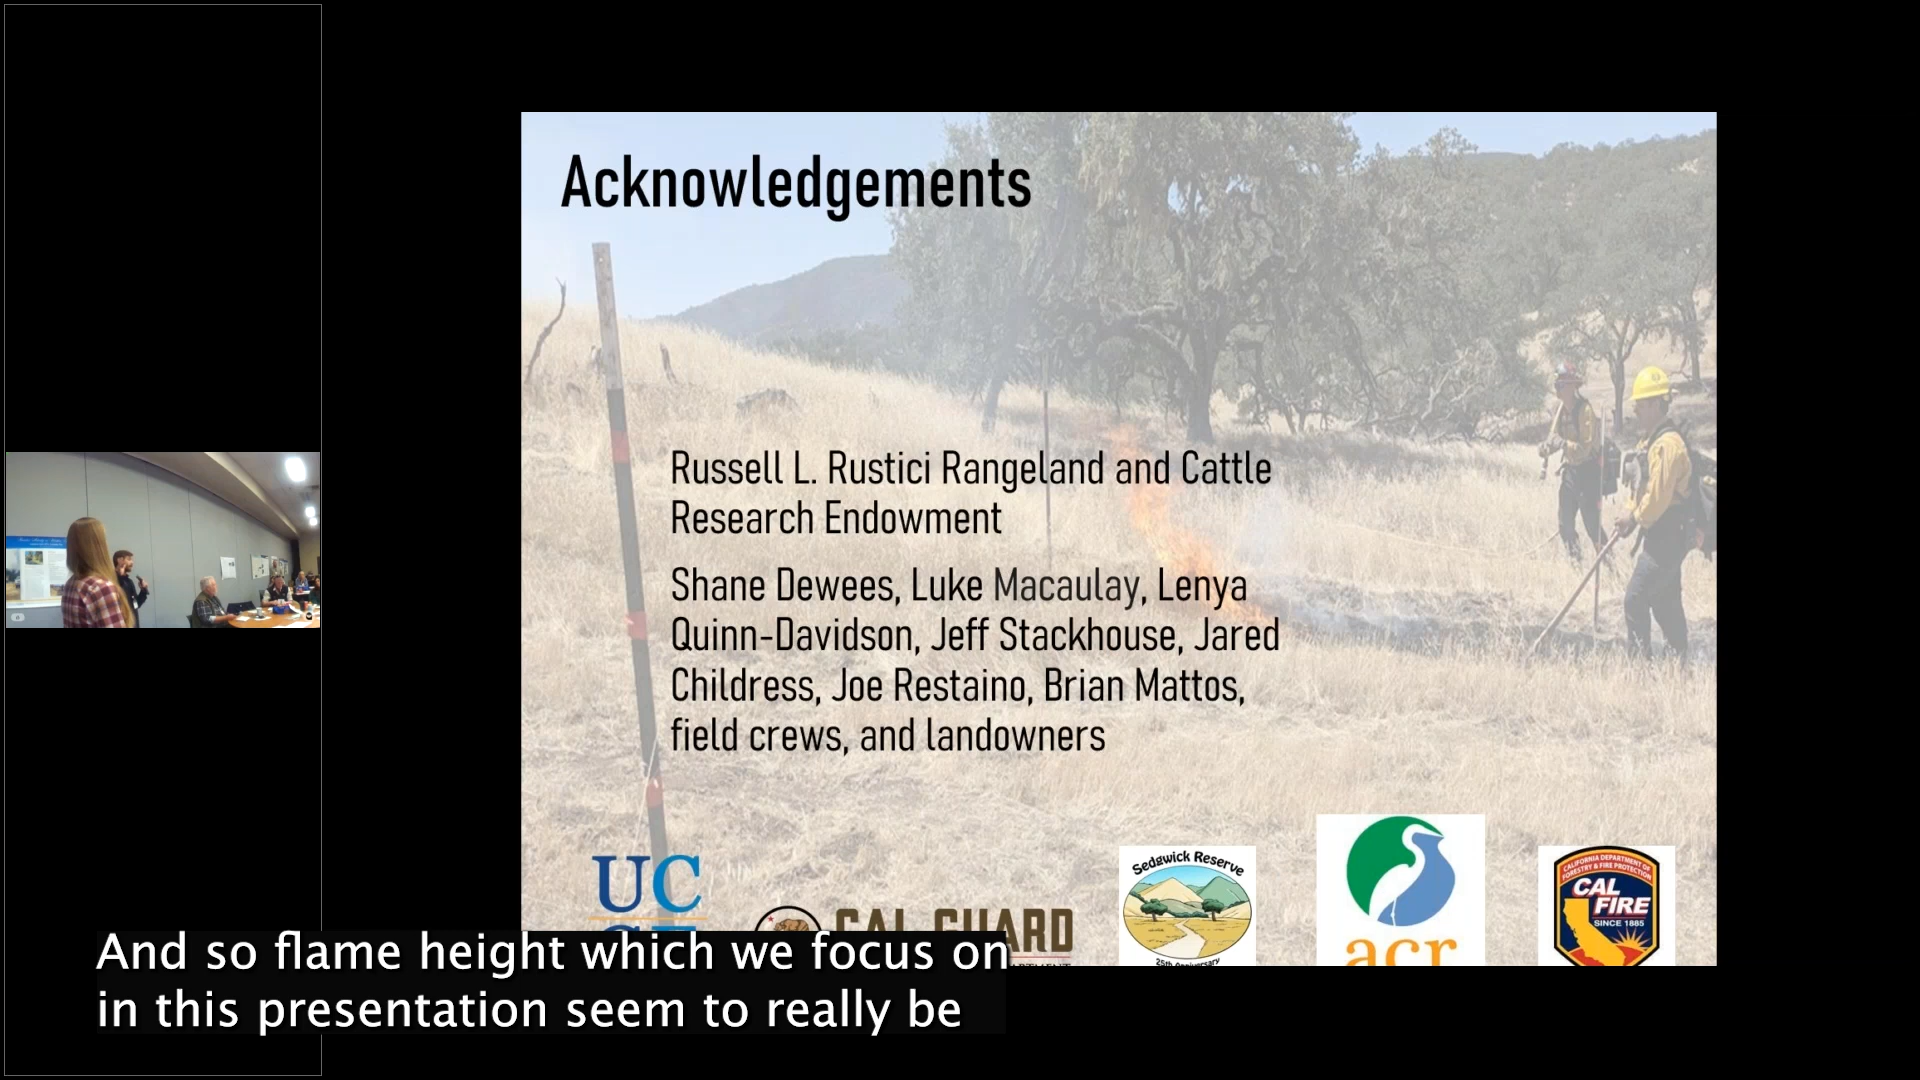 Acknowledgements
Russell L. Rustici Rangeland and Cattle
Research Endowment
Shane Dewees, Luke Macaulay, Lenya
Quinn-Davidson, Jeff Stackhouse, Jared
Childress, Joe Restaino, Brian Mattos,
field crews, and landowners
UC
CAL GUARD
Sedgwick Reserve
25th Anniversary
acr
CALIFORNIA DEPARTMENT OF
FORESTRY & FIRE PROTECTION
CAL
FIRE
SINCE 1885
And so flame height which we focus on
in this presentation seem to really be